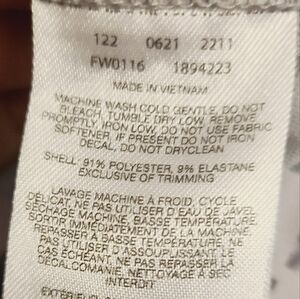 122 0621 2211
FW0116 1894223
MADE IN VIETNAM
MACHINE WASH COLD GENTLE, DO NOT
BLEACH, TUMBLE DRY LOW, REMOVE
PROMPTLY, IRON LOW, DO NOT USE FABRIC
SOFTENER, IF PRESENT DO NOT IRON
DECAL, DO NOT DRYCLEAN
SHELL: 91% POLYESTER, 9% ELASTANE
EXCLUSIVE OF TRIMMING
LAVAGE MACHINE À FROID, CYCLE
DÉLICAT, NE PAS UTILISER D'EAU DE JAVEL
SÉCHAGE MACHINE, BASSE TEMPÉRATURE
SORTIR IMMÉDIATEMENT DE LA MACHINE,
REPASSER À BASSE TEMPÉRATURE, NE
PAS UTILISER D'ASSOUPLISSANT, LE
CAS ÉCHÉANT, NE PAS REPASSER LA
DÉCALCOMANIE, NETTOYAGE À SEC
INTERDIT